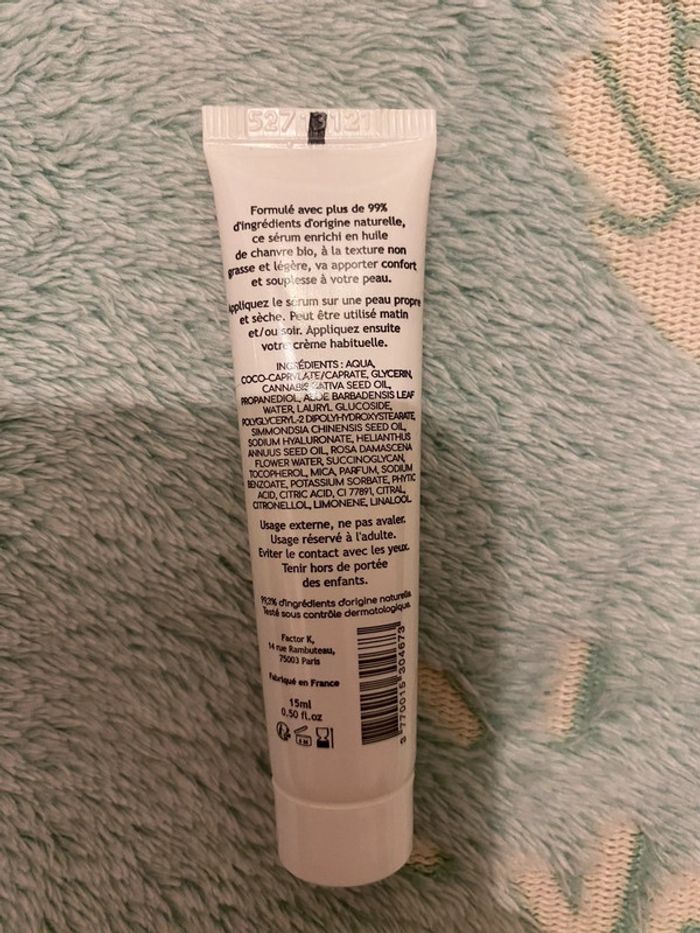 527 13121
Formulé avec plus de 99%
d'ingrédients d'origine naturelle,
ce sérum enrichi en huile
de chanvre bio, à la texture non
grasse et légère, va apporter confort
et souplesse à votre peau.
Appliquez le sérum sur une peau propre
et sèche. Peut être utilisé matin
et/ou soir. Appliquez ensuite
votre crème habituelle.
INGRÉDIENTS : AQUA,
COCO-CAPRYLATE/CAPRATE, GLYCERIN,
CANNABIS SATIVA SEED OIL,
PROPANEDIOL, ALOE BARBADENSIS LEAF
WATER, LAURYL GLUCOSIDE,
POLYGLYCERYL-2 DIPOLYHYDROXYSTEARATE,
SIMMONDSIA CHINENSIS SEED OIL,
SODIUM HYALURONATE, HELIANTHUS
ANNUUS SEED OIL, ROSA DAMASCENA
FLOWER WATER, SUCCINOGLYCAN,
TOCOPHEROL, MICA, PARFUM, SODIUM
BENZOATE, POTASSIUM SORBATE, PHYTIC
ACID, CITRIC ACID, CI 77891, CITRAL,
CITRONELLOL, LIMONENE, LINALOOL
Usage externe, ne pas avaler.
Usage réservé à l'adulte.
Eviter le contact avec les yeux.
Tenir hors de portée
des enfants.
99,3% d'ingrédients d'origine naturelle.
Testé sous contrôle dermatologique.
Factor K,
14 rue Rambuteau,
75003 Paris
Fabriqué en France
15ml
0.50 fl.oz
3 770015 304673